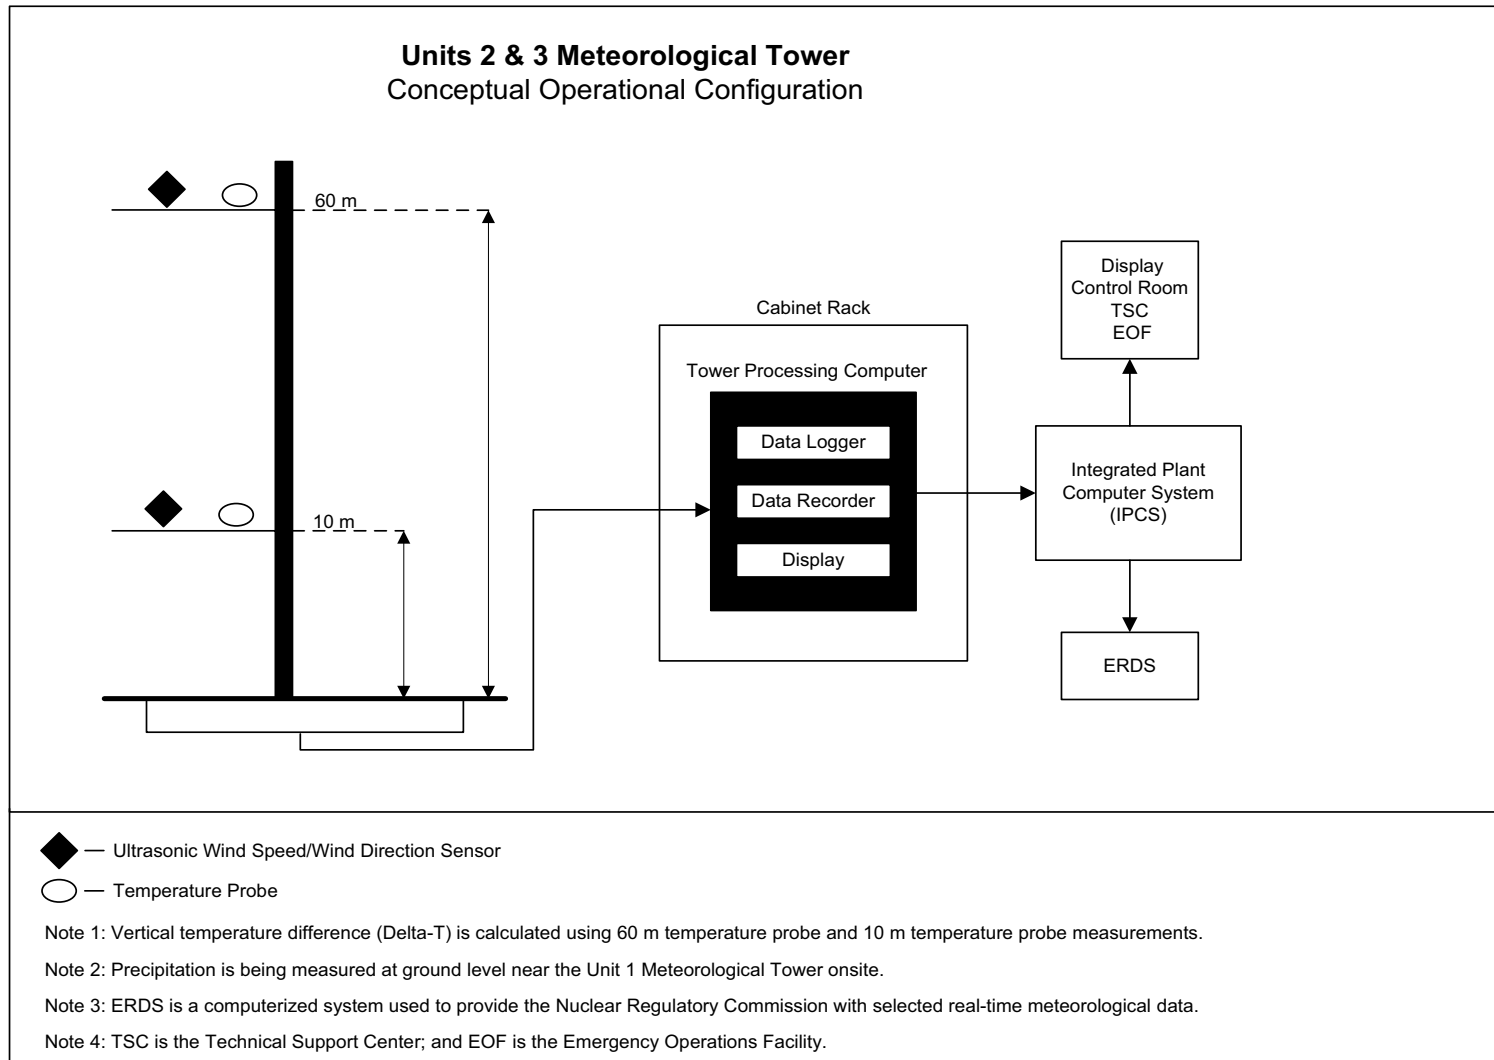 Units 2 & 3 Meteorological Tower
Conceptual Operational Configuration
60 m
10 m
Cabinet Rack
Tower Processing Computer
Data Logger
Data Recorder
Display
Display
Control Room
TSC
EOF
Integrated Plant
Computer System
(IPCS)
ERDS
— Ultrasonic Wind Speed/Wind Direction Sensor
— Temperature Probe
Note 1: Vertical temperature difference (Delta-T) is calculated using 60 m temperature probe and 10 m temperature probe measurements.
Note 2: Precipitation is being measured at ground level near the Unit 1 Meteorological Tower onsite.
Note 3: ERDS is a computerized system used to provide the Nuclear Regulatory Commission with selected real-time meteorological data.
Note 4: TSC is the Technical Support Center; and EOF is the Emergency Operations Facility.